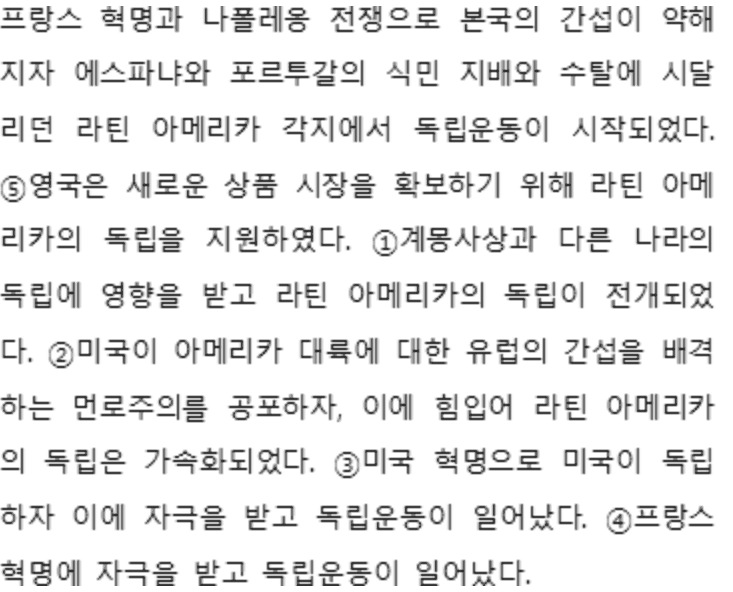 프랑스 혁명과 나폴레옹 전쟁으로 본국의 간섭이 약해
지자 에스파냐와 포르투갈의 식민 지배와 수탈에 시달
리던 라틴 아메리카 각지에서 독립운동이 시작되었다.
⑤영국은 새로운 상품 시장을 확보하기 위해 라틴 아메
리카의 독립을 지원하였다. ①계몽사상과 다른 나라의
독립에 영향을 받고 라틴 아메리카의 독립이 전개되었
다. ②미국이 아메리카 대륙에 대한 유럽의 간섭을 배격
하는 먼로주의를 공포하자, 이에 힘입어 라틴 아메리카
의 독립은 가속화되었다. ③미국 혁명으로 미국이 독립
하자 이에 자극을 받고 독립운동이 일어났다. ④프랑스
혁명에 자극을 받고 독립운동이 일어났다.